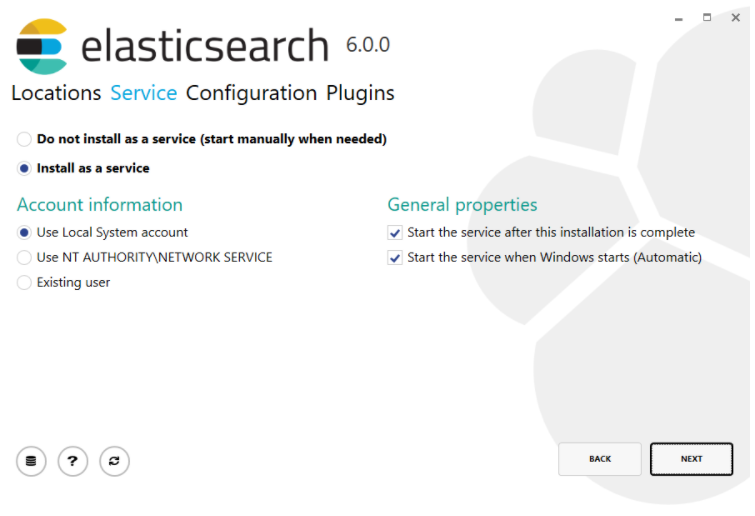 elasticsearch 6.0.0
Locations Service Configuration Plugins
Do not install as a service (start manually when needed)
Install as a service
Account information
Use Local System account
Use NT AUTHORITY\NETWORK SERVICE
Existing user
General properties
Start the service after this installation is complete
Start the service when Windows starts (Automatic)
?
BACK
NEXT